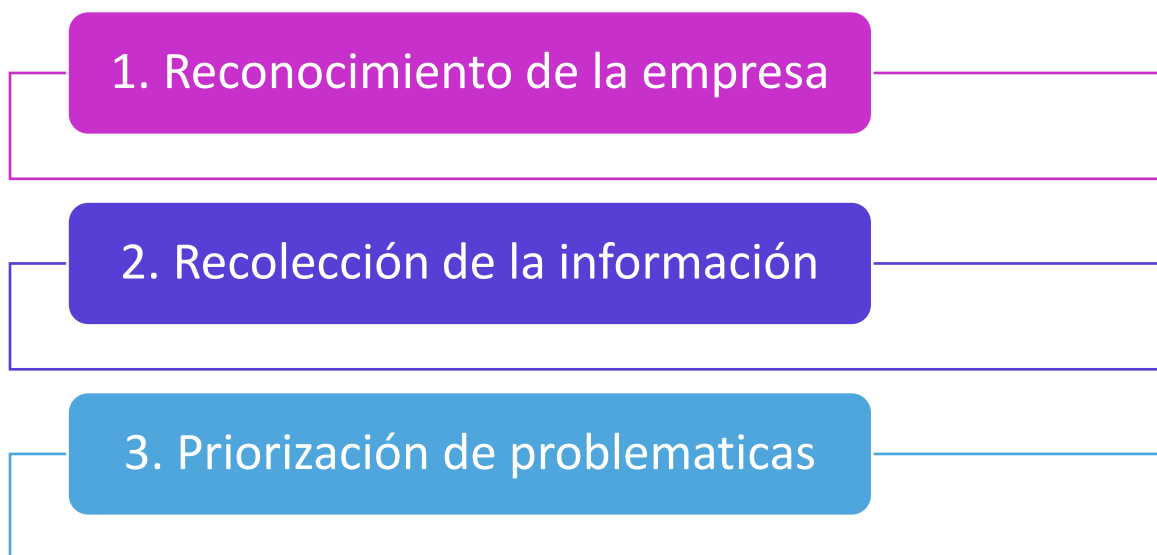 1. Reconocimiento de la empresa
2. Recolección de la información
3. Priorización de problematicas